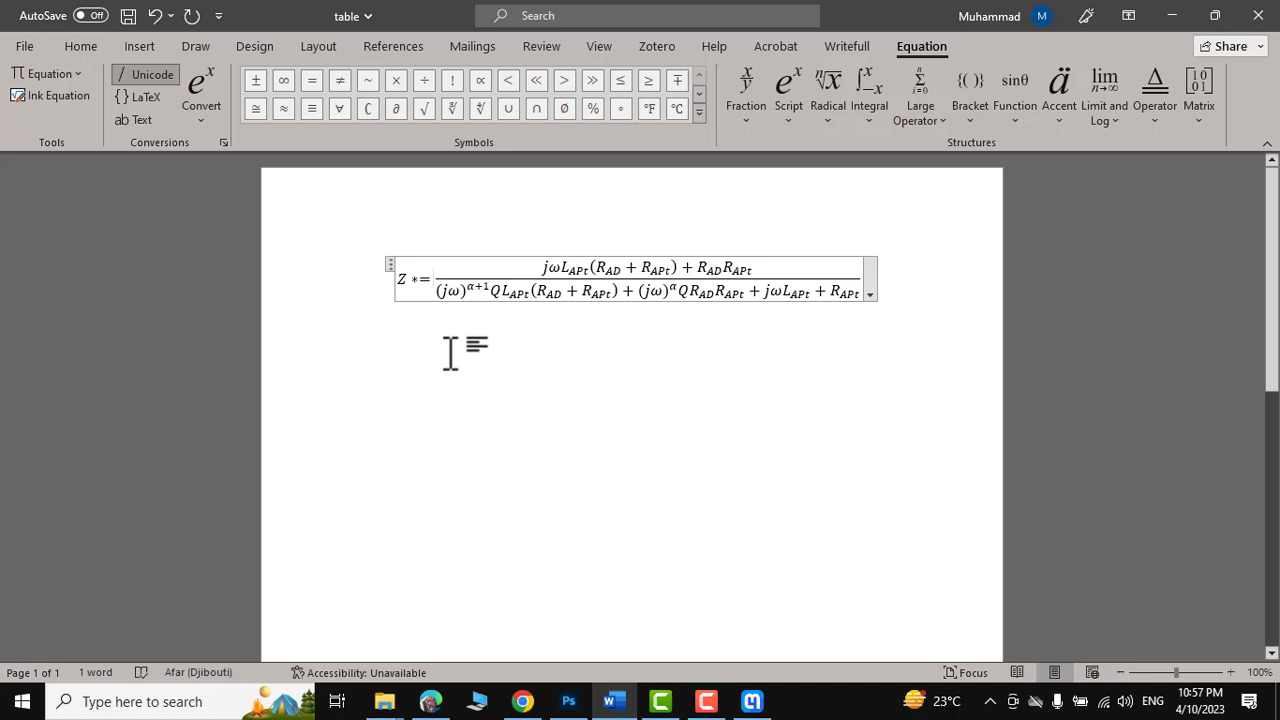 AutoSave Off table Search Muhammad M
File Home Insert Draw Design Layout References Mailings Review View Zotero Help Acrobat Writefull Equation Share
Equation Unicode
Ink Equation LaTeX
Text
Convert
± ∞ = ≠ ~ × ÷ ! ∝ < ≪ > ≫ ≤ ≥ ∓
≅ ≈ ≡ ∀ ∁ ∂ √ ∛ ∜ ∪ ∩ ∅ % ° °F °C
Fraction Script Radical Integral Large Operator Bracket Function Accent Limit and Log Operator Matrix
Tools Conversions Symbols Structures
Z ∗= (jωL_APt(R_AD + R_APt) + R_AD R_APt) / ((jω)^(α+1) QL_APt(R_AD + R_APt) + (jω)^α QR_AD R_APt + jωL_APt + R_APt)
Page 1 of 1 1 word Afar (Djibouti) Accessibility: Unavailable Focus 100%
Type here to search Ps 23°C ENG 10:57 PM
4/10/2023